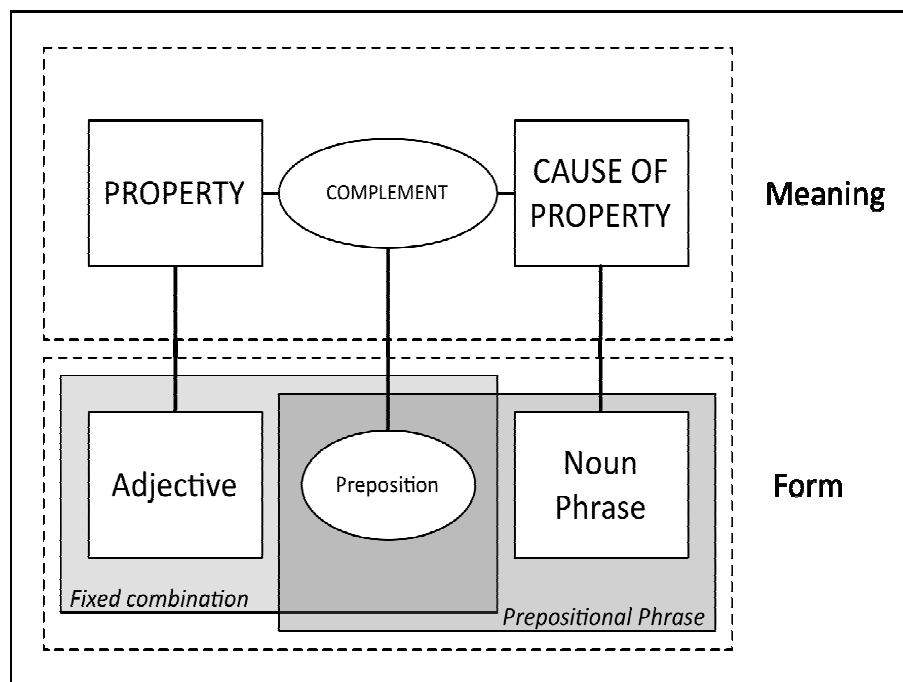 PROPERTY
COMPLEMENT
CAUSE OF
PROPERTY
Meaning
Adjective
Preposition
Noun
Phrase
Form
Fixed combination
Prepositional Phrase